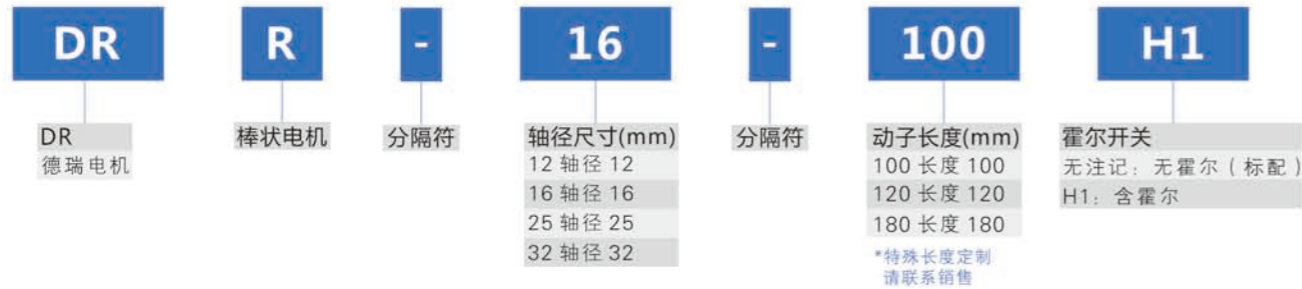 DR R - 16 - 100 H1
DR
德瑞电机
棒状电机
分隔符
轴径尺寸(mm)
12 轴径 12
16 轴径 16
25 轴径 25
32 轴径 32
分隔符
动子长度(mm)
100 长度 100
120 长度 120
180 长度 180
*特殊长度定制
请联系销售
霍尔开关
无注记：无霍尔（标配）
H1：含霍尔